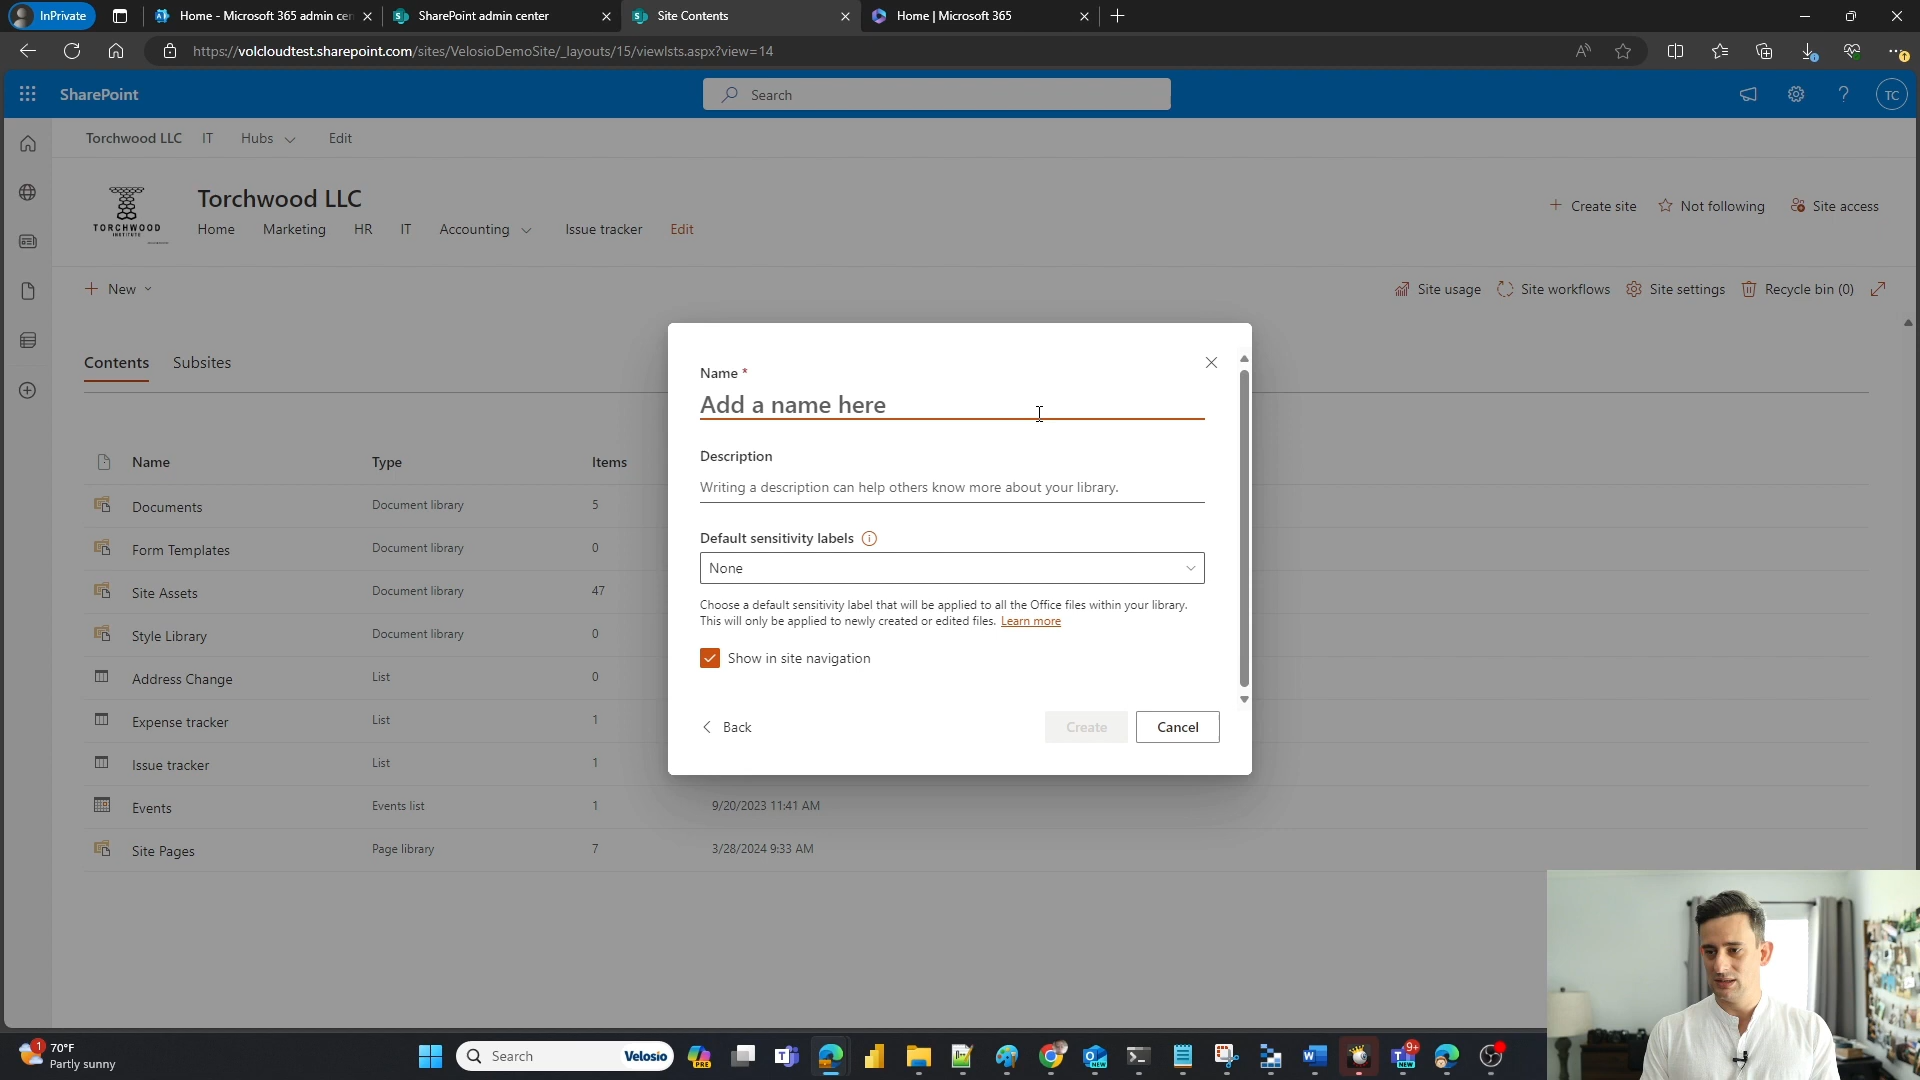 InPrivate
Home - Microsoft 365 admin cen
SharePoint admin center
Site Contents
Home | Microsoft 365
https://volcloudtest.sharepoint.com/sites/VelosioDemoSite/_layouts/15/viewlsts.aspx?view=14
SharePoint
Search
TC
Torchwood LLC IT Hubs Edit
TORCHWOOD
INSTITUTE
Torchwood LLC
Home Marketing HR IT Accounting Issue tracker Edit
Create site Not following Site access
New
Site usage Site workflows Site settings Recycle bin (0)
Contents Subsites
Name Type Items
Documents Document library 5
Form Templates Document library 0
Site Assets Document library 47
Style Library Document library 0
Address Change List 0
Expense tracker List 1
Issue tracker List 1
Events Events list 1 9/20/2023 11:41 AM
Site Pages Page library 7 3/28/2024 9:33 AM
Name *
Add a name here
Description
Writing a description can help others know more about your library.
Default sensitivity labels
None
Choose a default sensitivity label that will be applied to all the Office files within your library.
This will only be applied to newly created or edited files. Learn more
Show in site navigation
Back
Create
Cancel
1
70°F
Partly sunny
Search
Velosio
PRE
NEW
9+
NEW